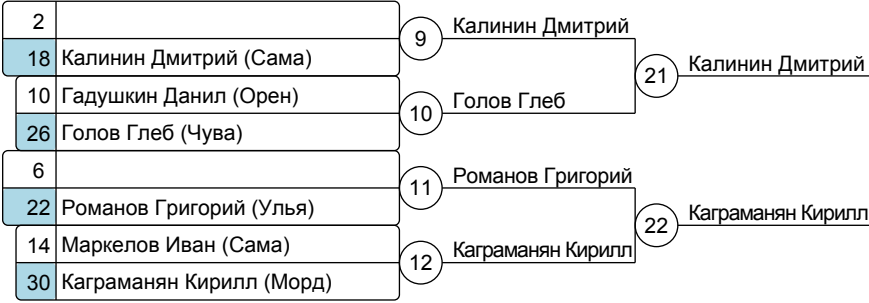 2
18 Калинин Дмитрий (Сама)
10 Гадушкин Данил (Орен)
26 Голов Глеб (Чува)
6
22 Романов Григорий (Улья)
14 Маркелов Иван (Сама)
30 Каграманян Кирилл (Морд)
9 Калинин Дмитрий
10 Голов Глеб
11 Романов Григорий
12 Каграманян Кирилл
21 Калинин Дмитрий
22 Каграманян Кирилл